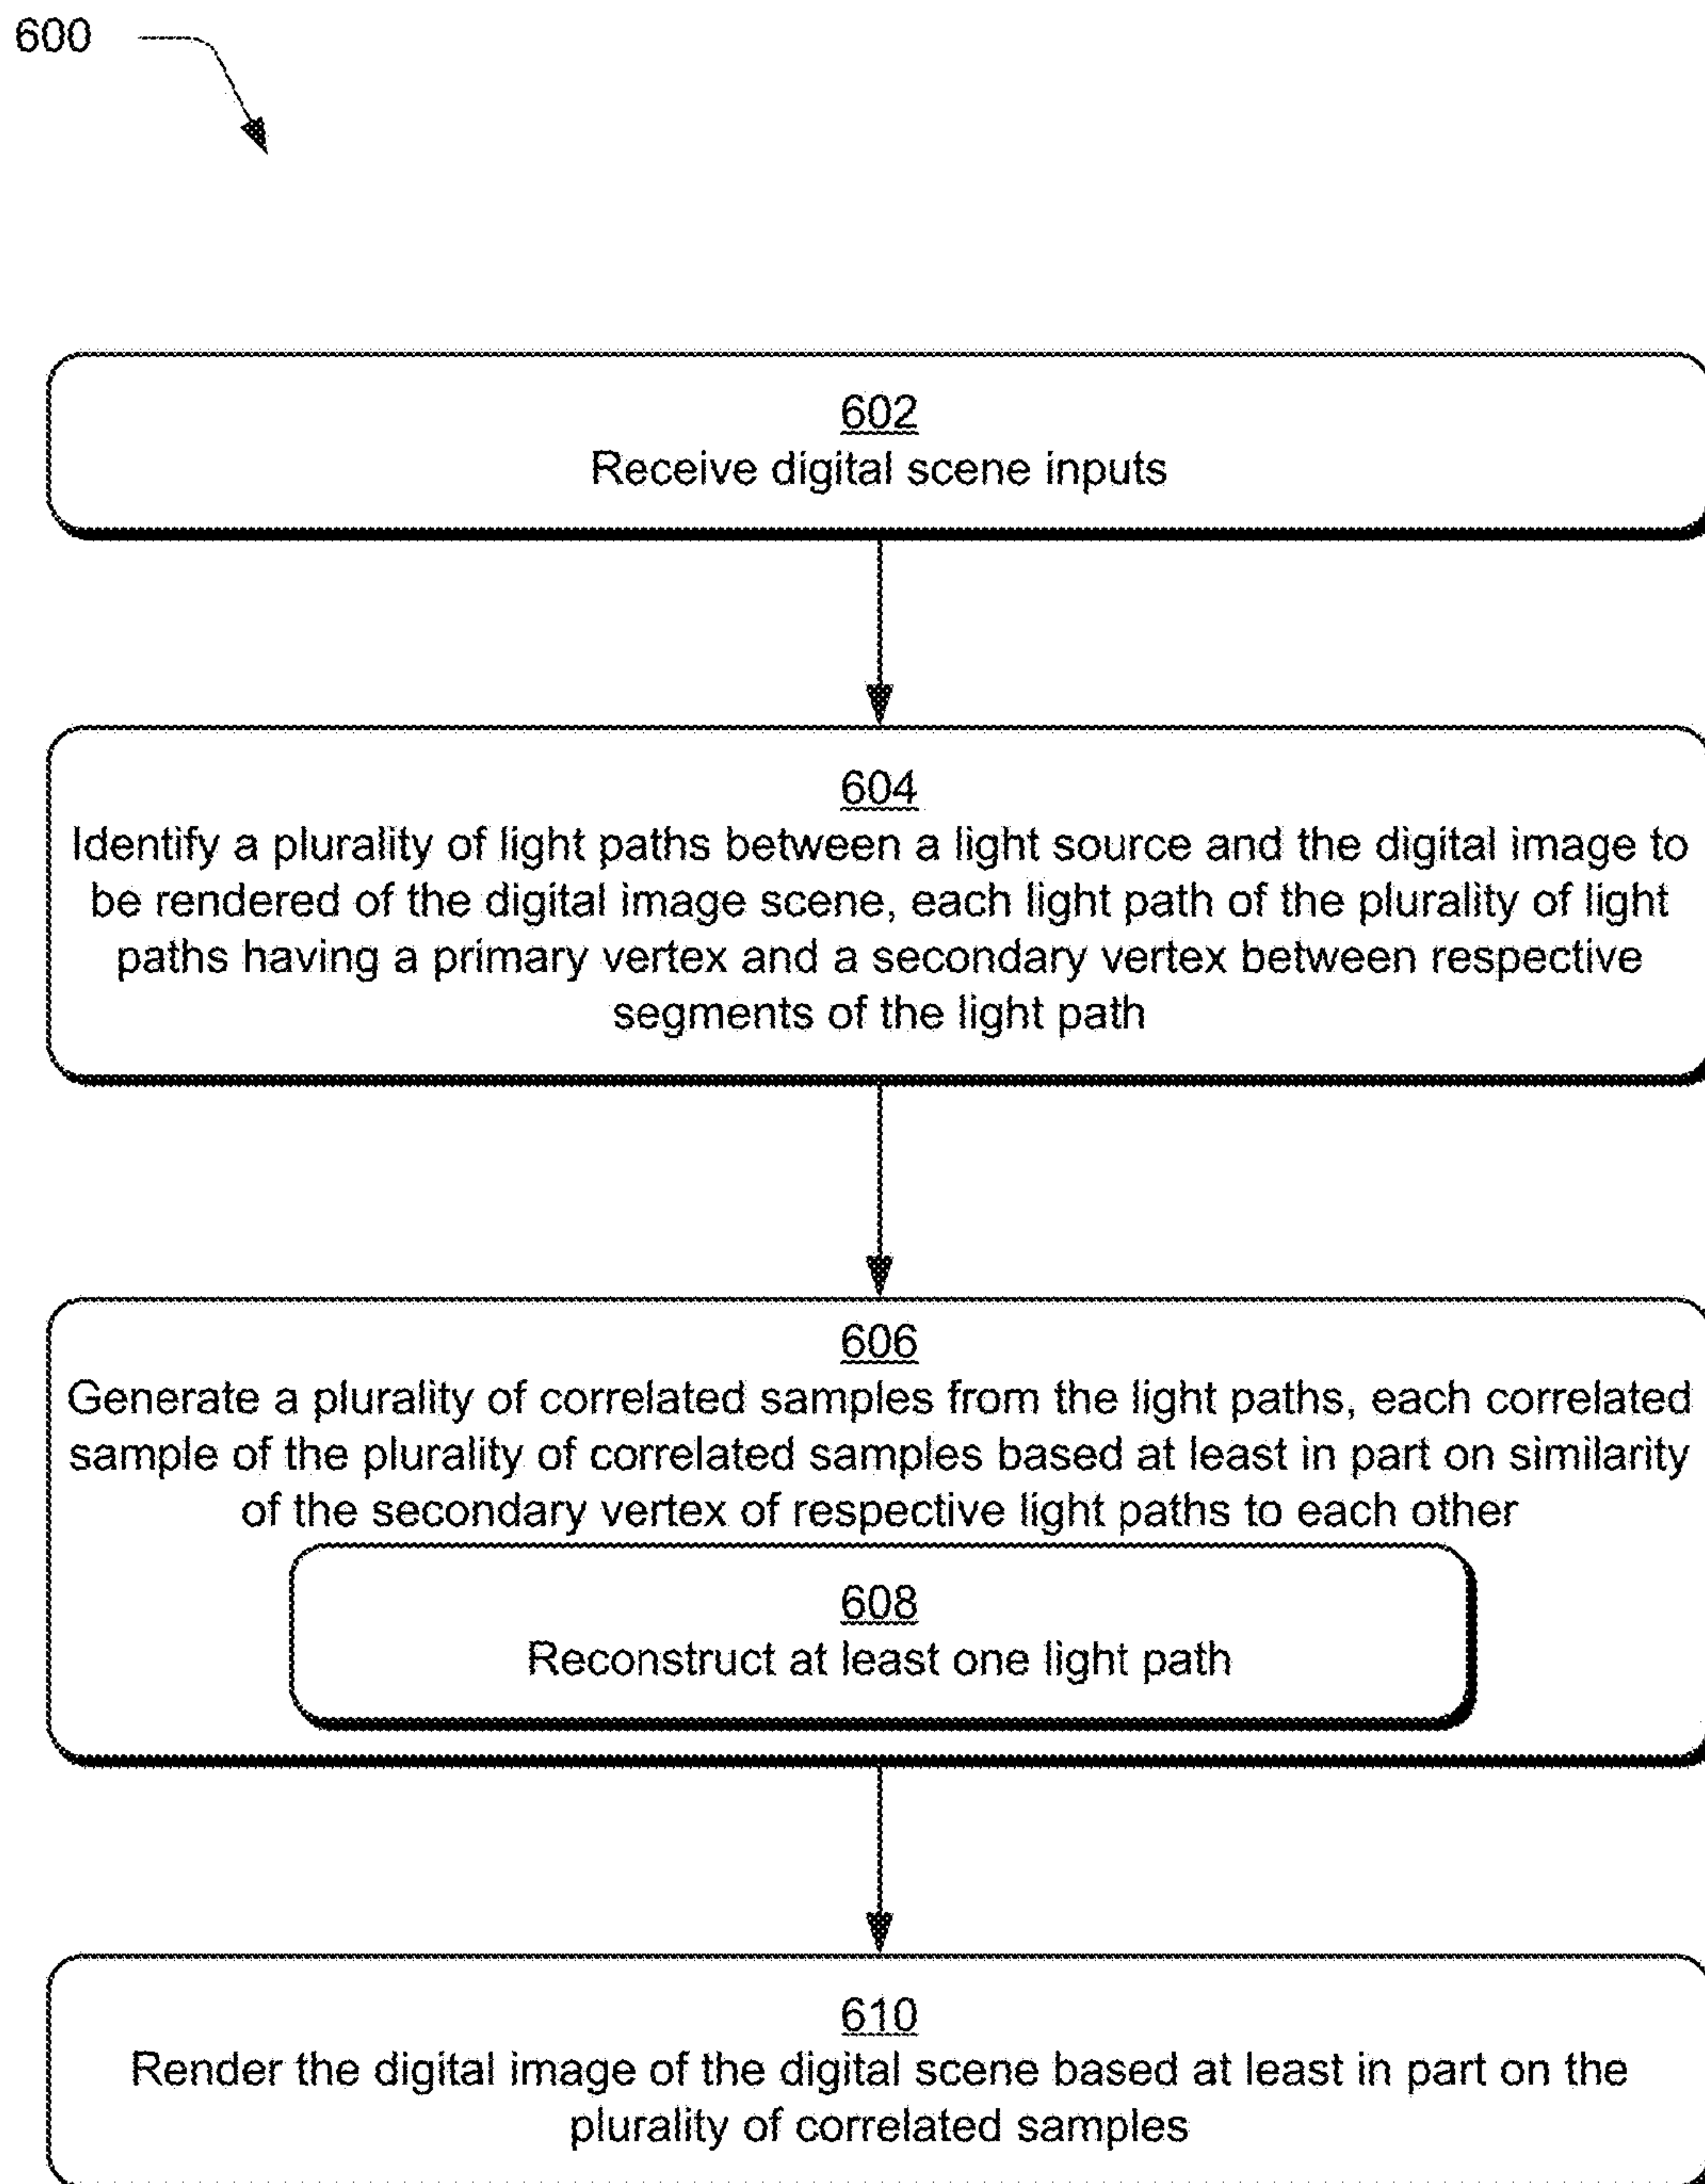 600
602
Receive digital scene inputs
604
Identify a plurality of light paths between a light source and the digital image to
be rendered of the digital image scene, each light path of the plurality of light
paths having a primary vertex and a secondary vertex between respective
segments of the light path
606
Generate a plurality of correlated samples from the light paths, each correlated
sample of the plurality of correlated samples based at least in part on similarity
of the secondary vertex of respective light paths to each other
608
Reconstruct at least one light path
610
Render the digital image of the digital scene based at least in part on the
plurality of correlated samples